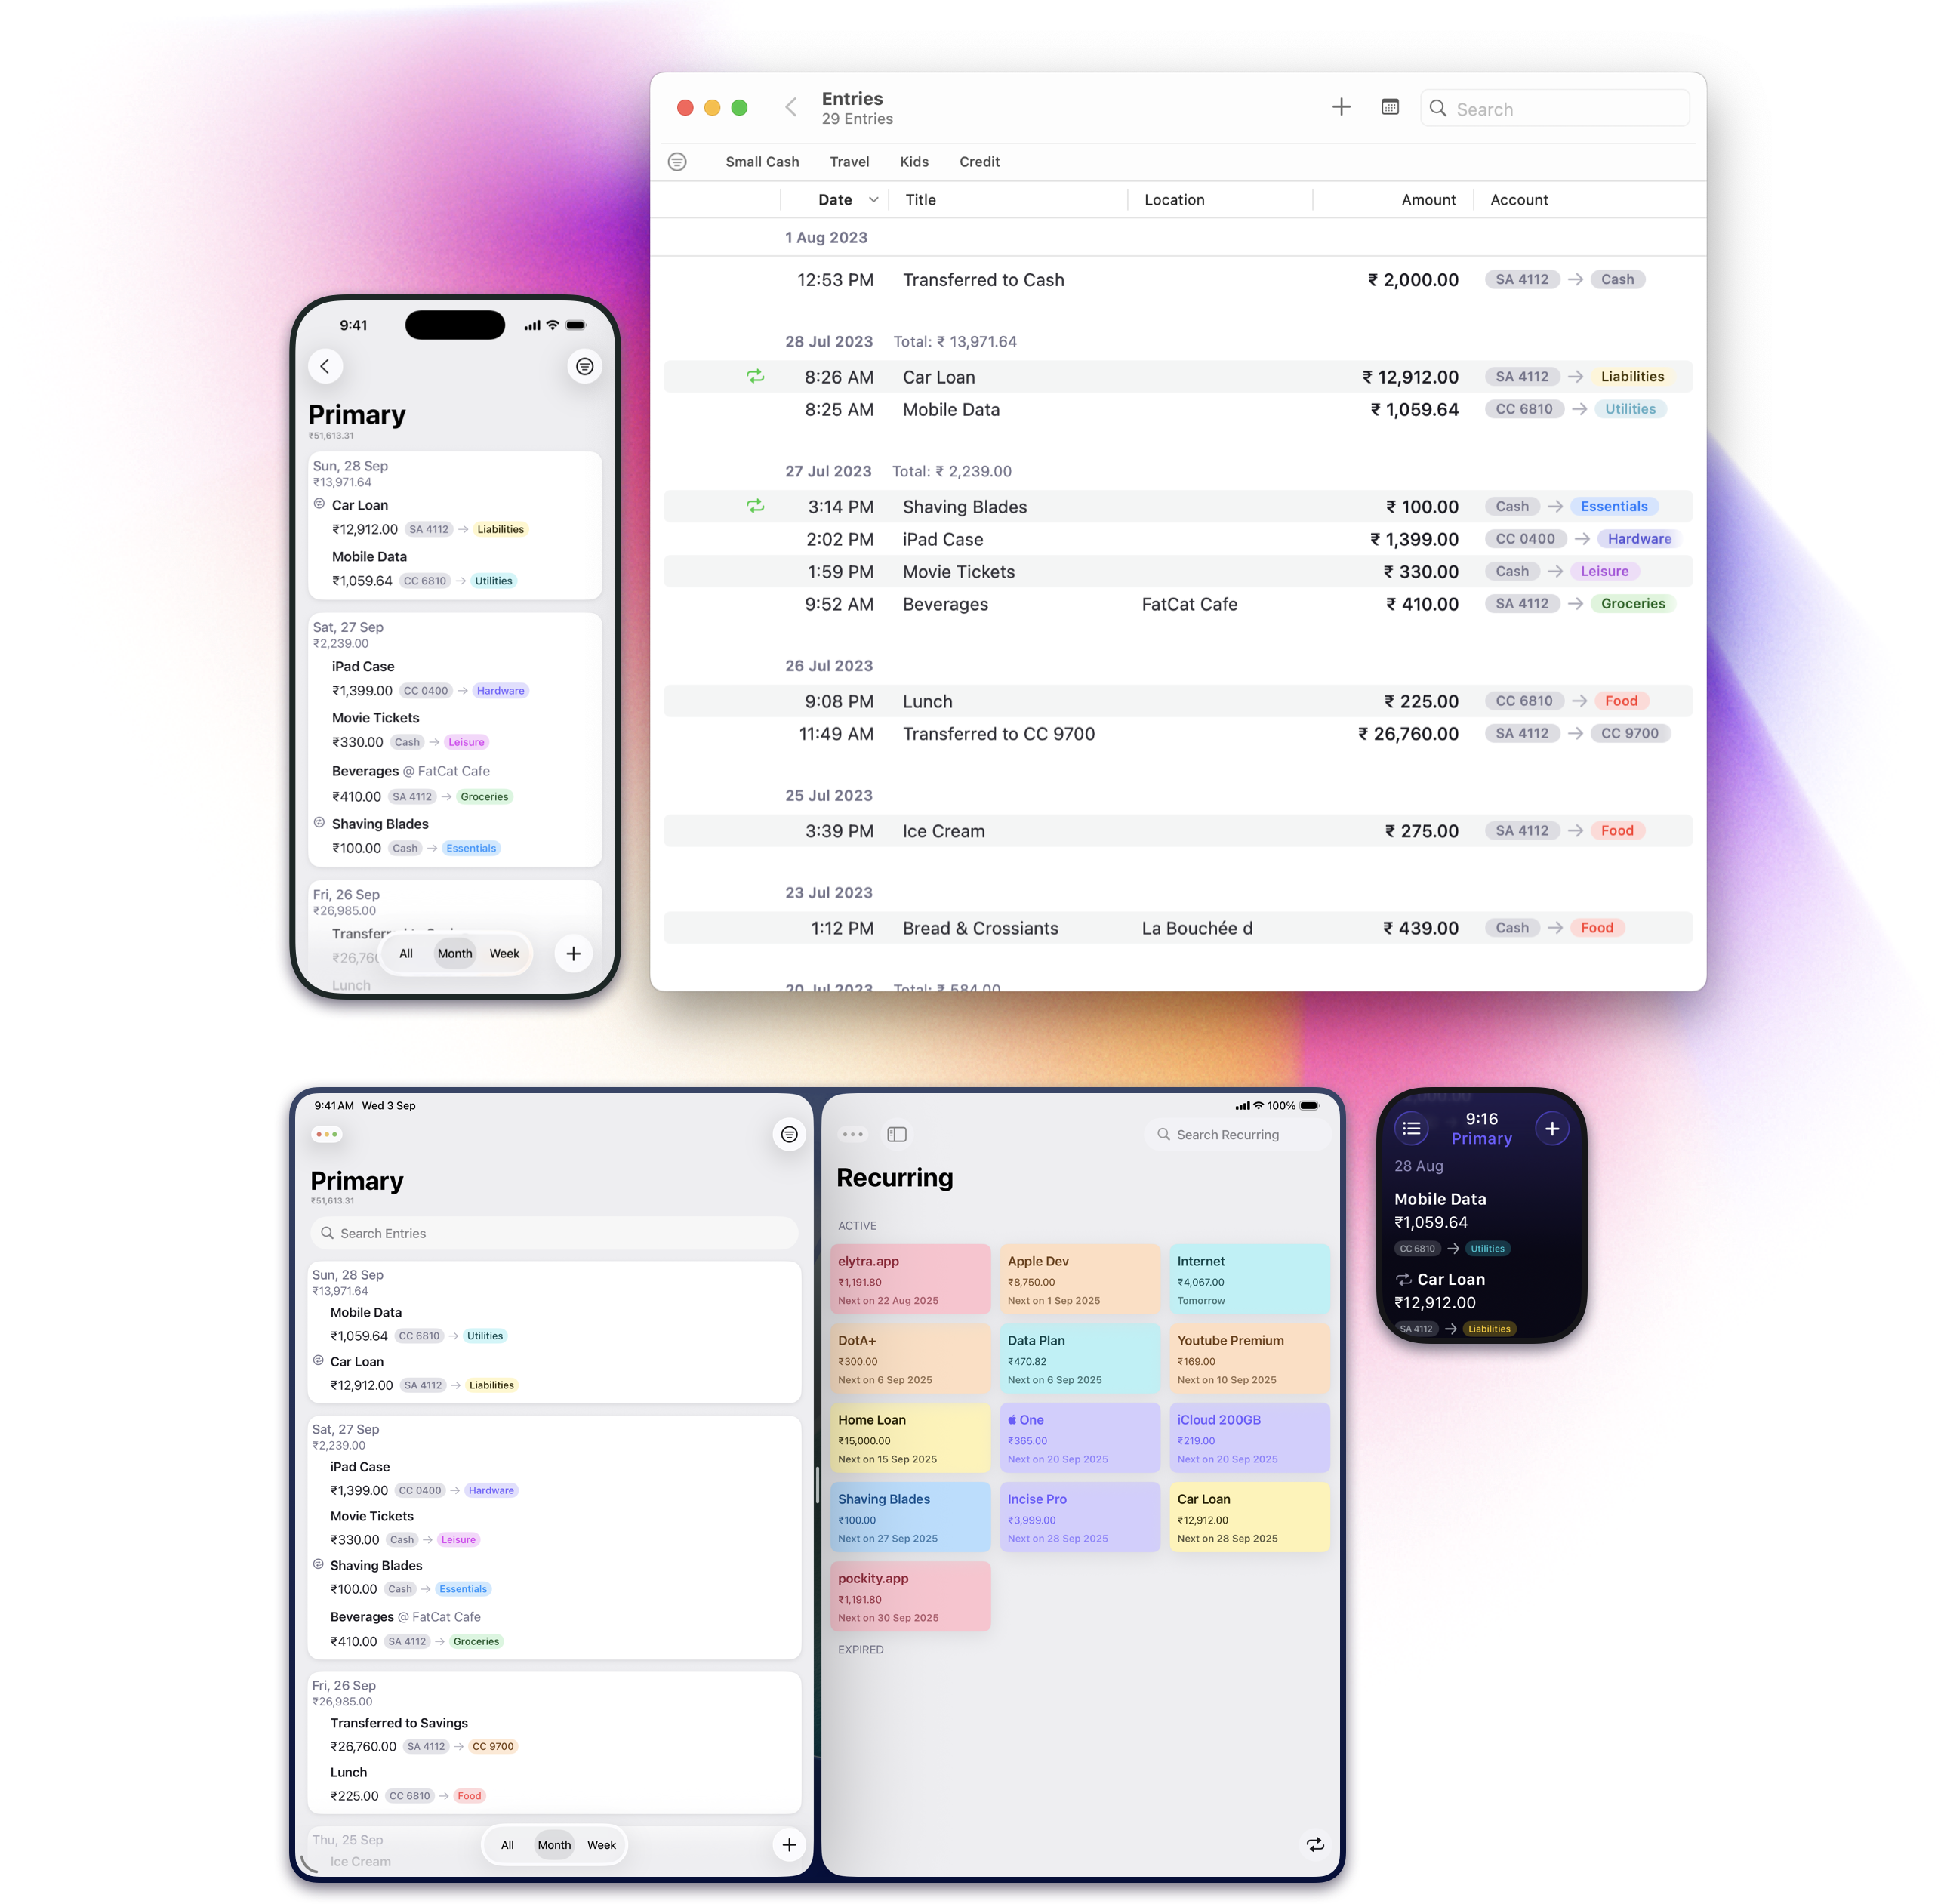 Entries
29 Entries
Search
Small Cash Travel Kids Credit
Date Title Location Amount Account
1 Aug 2023
12:53 PM Transferred to Cash ₹ 2,000.00 SA 4112 → Cash
28 Jul 2023 Total: ₹ 13,971.64
8:26 AM Car Loan ₹ 12,912.00 SA 4112 → Liabilities
8:25 AM Mobile Data ₹ 1,059.64 CC 6810 → Utilities
27 Jul 2023 Total: ₹ 2,239.00
3:14 PM Shaving Blades ₹ 100.00 Cash → Essentials
2:02 PM iPad Case ₹ 1,399.00 CC 0400 → Hardware
1:59 PM Movie Tickets ₹ 330.00 Cash → Leisure
9:52 AM Beverages FatCat Cafe ₹ 410.00 SA 4112 → Groceries
26 Jul 2023
9:08 PM Lunch ₹ 225.00 CC 6810 → Food
11:49 AM Transferred to CC 9700 ₹ 26,760.00 SA 4112 → CC 9700
25 Jul 2023
3:39 PM Ice Cream ₹ 275.00 SA 4112 → Food
23 Jul 2023
1:12 PM Bread & Crossiants La Bouchée d ₹ 439.00 Cash → Food
20 Jul 2023 Total: ₹ 584.00
9:41
Primary
₹51,613.31
Sun, 28 Sep
₹13,971.64
Car Loan
₹12,912.00 SA 4112 → Liabilities
Mobile Data
₹1,059.64 CC 6810 → Utilities
Sat, 27 Sep
₹2,239.00
iPad Case
₹1,399.00 CC 0400 → Hardware
Movie Tickets
₹330.00 Cash → Leisure
Beverages @ FatCat Cafe
₹410.00 SA 4112 → Groceries
Shaving Blades
₹100.00 Cash → Essentials
Fri, 26 Sep
₹26,985.00
All Month Week
Lunch
9:41 AM Wed 3 Sep
Primary
₹51,613.31
Search Entries
Sun, 28 Sep
₹13,971.64
Mobile Data
₹1,059.64 CC 6810 → Utilities
Car Loan
₹12,912.00 SA 4112 → Liabilities
Sat, 27 Sep
₹2,239.00
iPad Case
₹1,399.00 CC 0400 → Hardware
Movie Tickets
₹330.00 Cash → Leisure
Shaving Blades
₹100.00 Cash → Essentials
Beverages @ FatCat Cafe
₹410.00 SA 4112 → Groceries
Fri, 26 Sep
₹26,985.00
Transferred to Savings
₹26,760.00 SA 4112 → CC 9700
Lunch
₹225.00 CC 6810 → Food
Thu, 25 Sep
Ice Cream
All Month Week
100%
Search Recurring
Recurring
ACTIVE
elytra.app
₹1,191.80
Next on 22 Aug 2025
Apple Dev
₹8,750.00
Next on 1 Sep 2025
Internet
₹4,067.00
Tomorrow
DotA+
₹300.00
Next on 6 Sep 2025
Data Plan
₹470.82
Next on 6 Sep 2025
Youtube Premium
₹169.00
Next on 10 Sep 2025
Home Loan
₹15,000.00
Next on 15 Sep 2025
One
₹365.00
Next on 20 Sep 2025
iCloud 200GB
₹219.00
Next on 20 Sep 2025
Shaving Blades
₹100.00
Next on 27 Sep 2025
Incise Pro
₹3,999.00
Next on 28 Sep 2025
Car Loan
₹12,912.00
Next on 28 Sep 2025
pockity.app
₹1,191.80
Next on 30 Sep 2025
EXPIRED
9:16
Primary
28 Aug
Mobile Data
₹1,059.64
CC 6810 → Utilities
Car Loan
₹12,912.00
SA 4112 → Liabilities